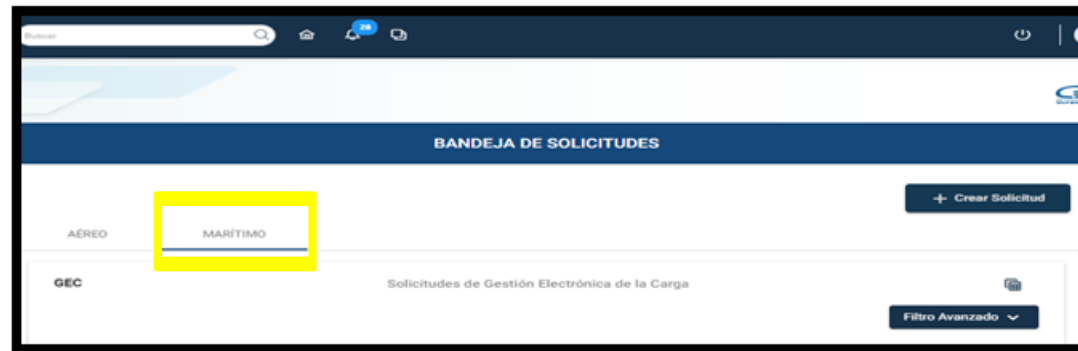 Buscar
28
BANDEJA DE SOLICITUDES
+ Crear Solicitud
AÉREO MARÍTIMO
GEC Solicitudes de Gestión Electrónica de la Carga
Filtro Avanzado